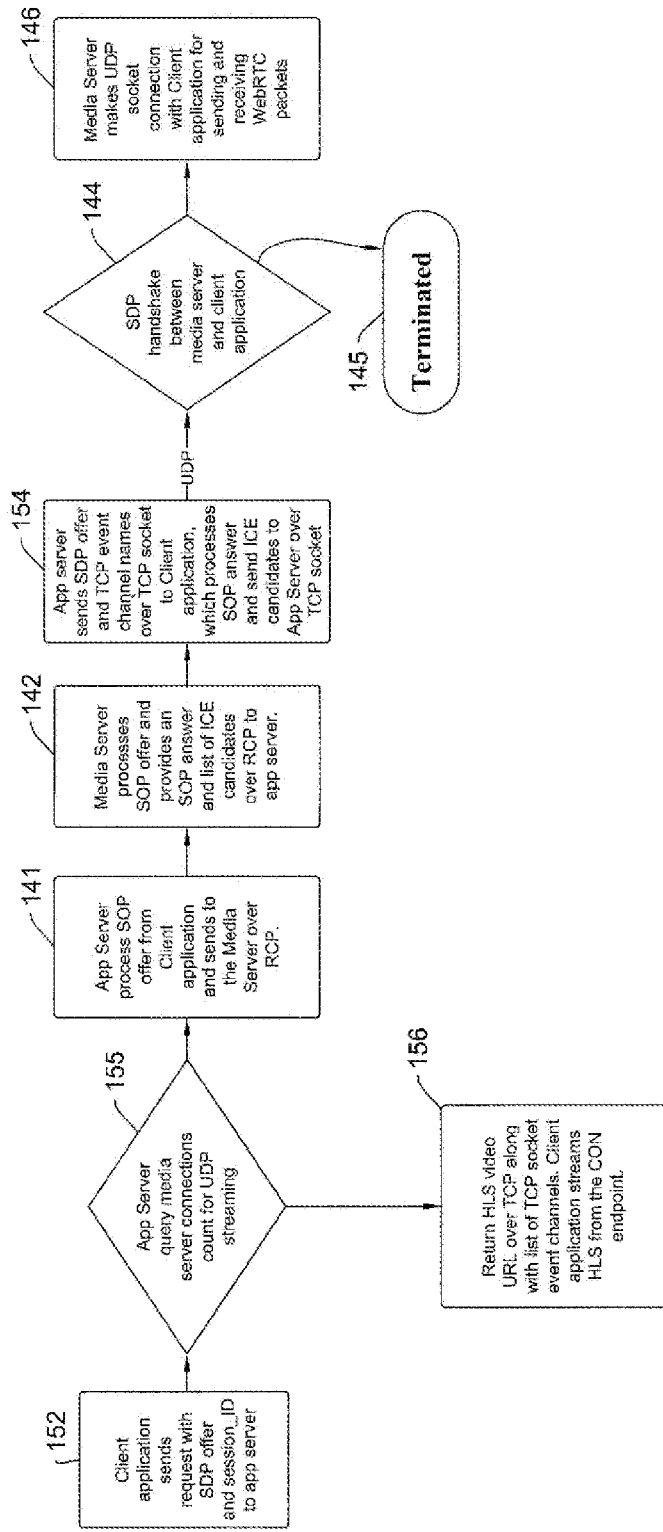 152
Client
application
sends
request with
SDP offer
and session_ID
to app server
155
App Server
query media
server connections
count for UDP
streaming
156
Return HLS video
URL over TCP along
with list of TCP socket
event channels. Client
application streams
HLS from the CON
endpoint.
141
App Server
process SOP
offer from
Client
application
and sends to
the Media
Server over
RCP.
142
Media Server
processes
SOP offer and
provides an
SOP answer
and list of ICE
candidates
over RCP to
app server.
154
App server
sends SDP offer
and TCP event
channel names
over TCP socket
to Client
application,
which processes
SOP answer
and send ICE
candidates to
App Server over
TCP socket
UDP
144
SDP
handshake
between
media server
and client
application
145
Terminated
146
Media Server
makes UDP
socket
connection
with Client
application for
sending and
receiving
WebRTC
packets